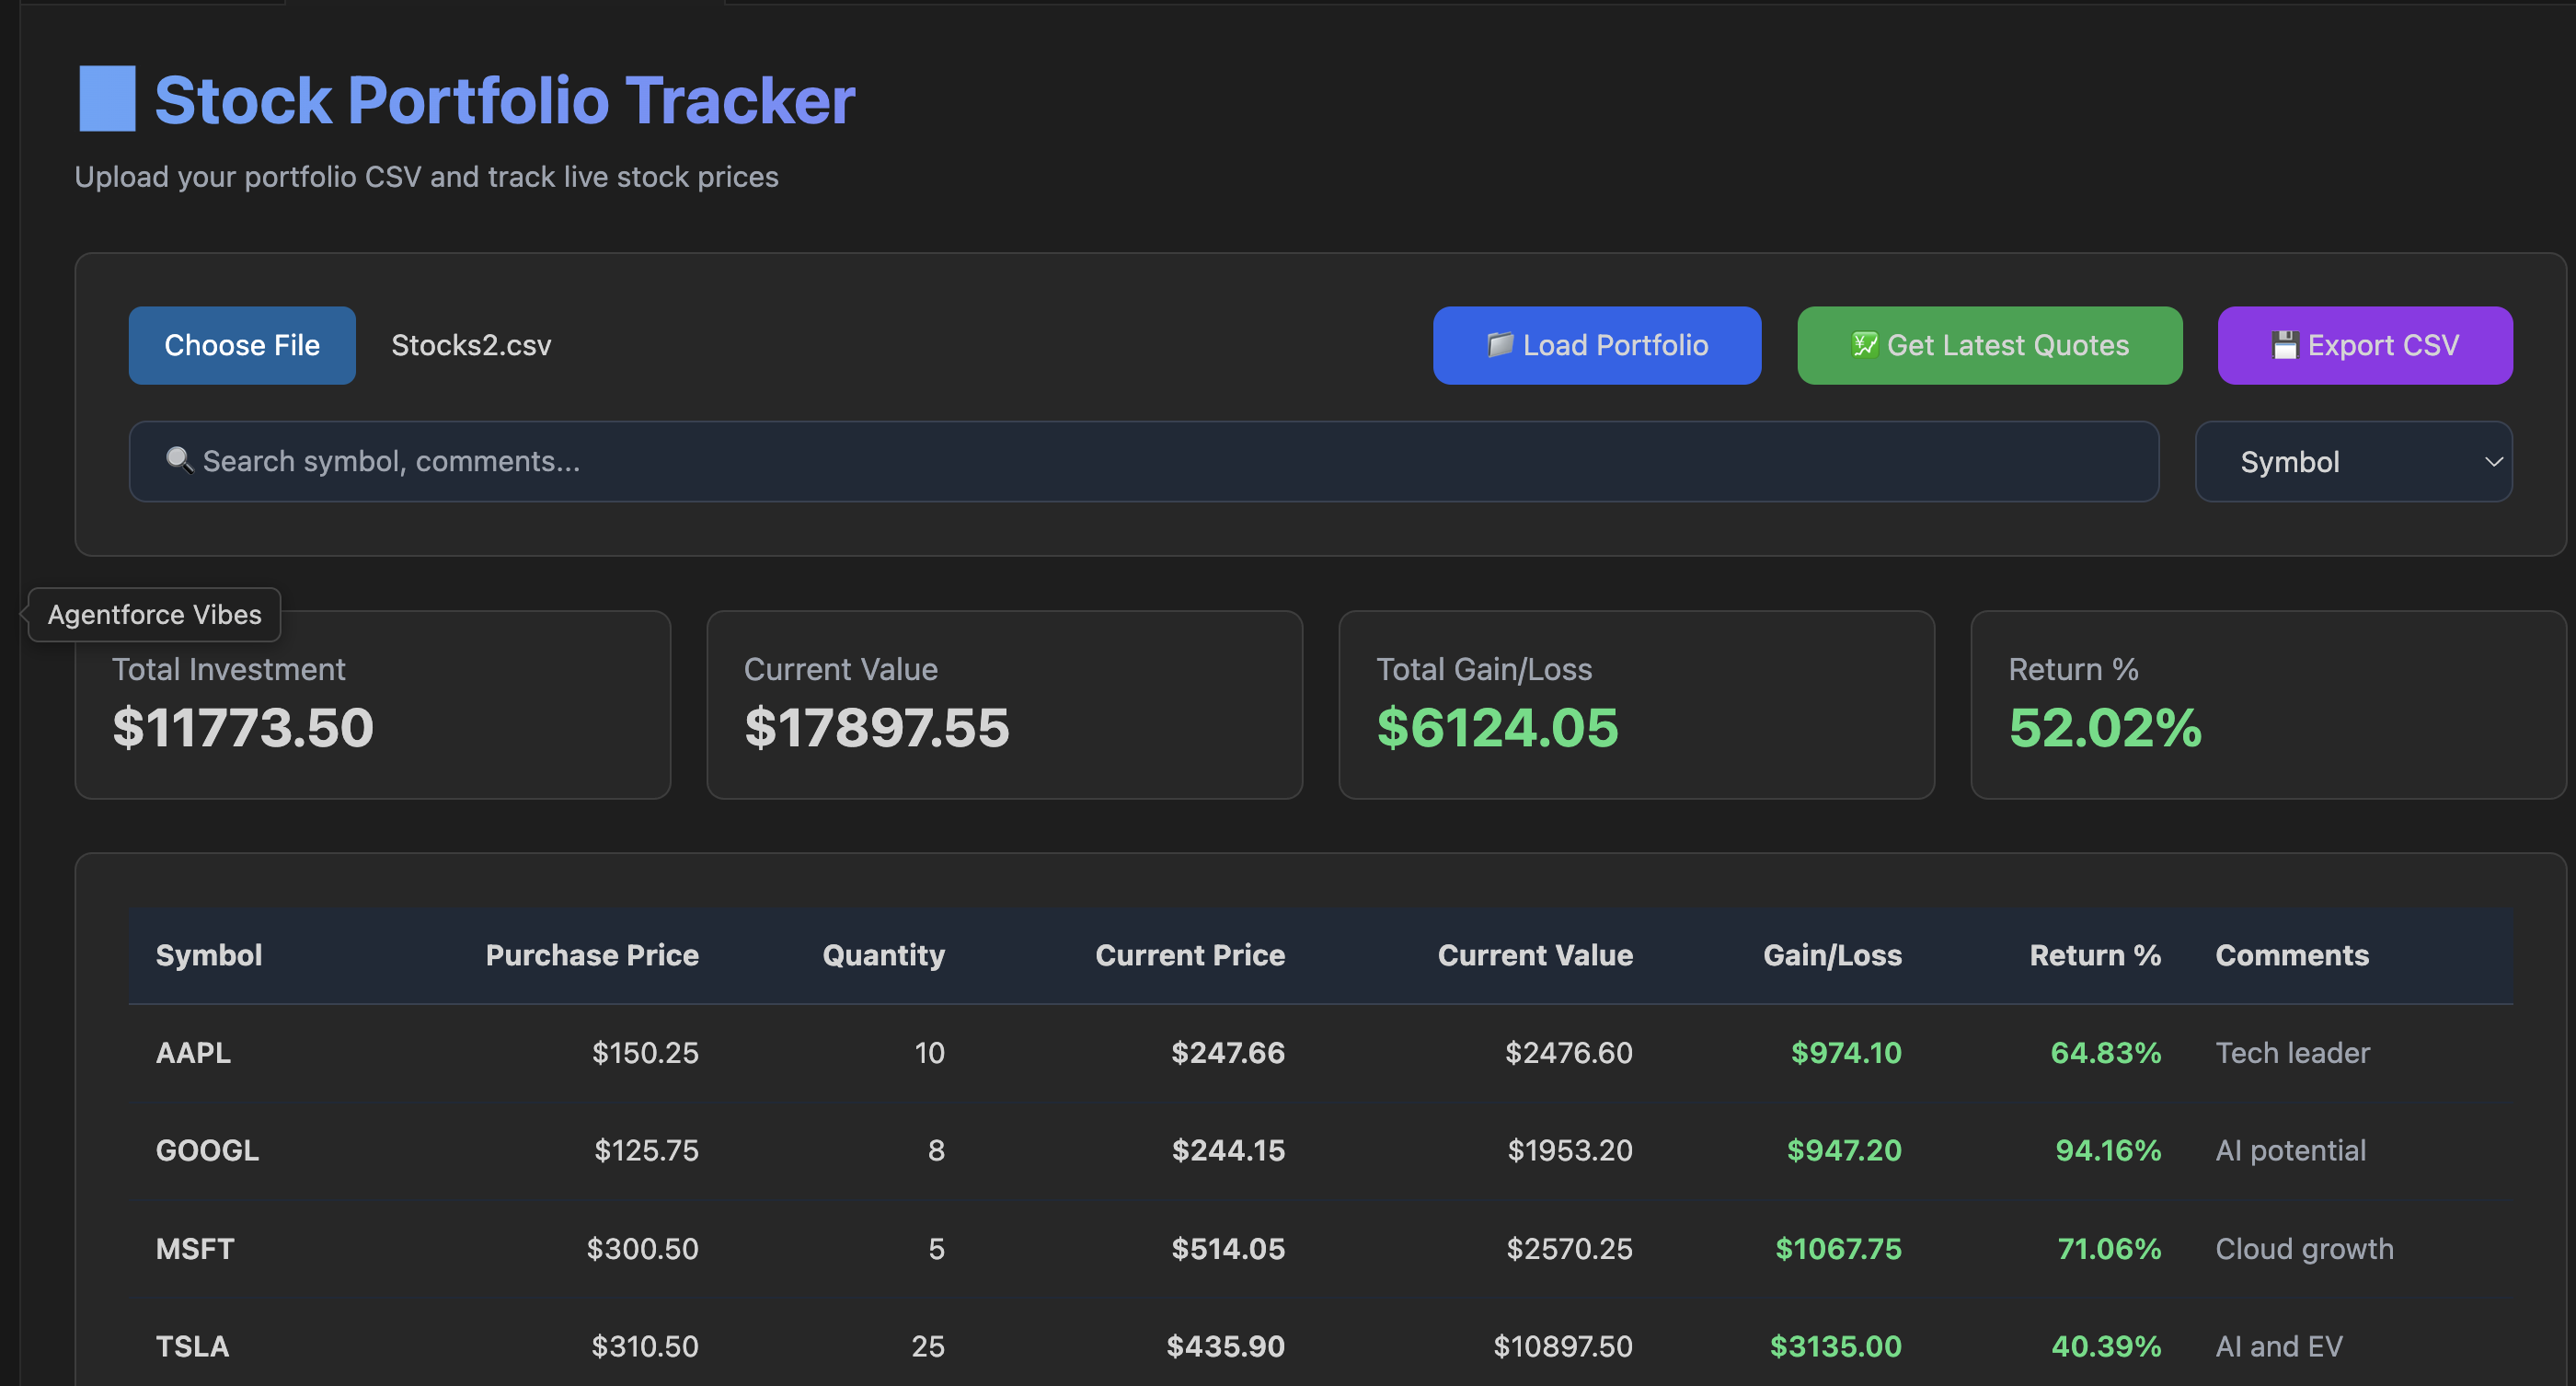 Stock Portfolio Tracker
Upload your portfolio CSV and track live stock prices
Choose File Stocks2.csv Load Portfolio Get Latest Quotes Export CSV
Search symbol, comments... Symbol
Agentforce Vibes
Total Investment Current Value Total Gain/Loss Return %
$11773.50 $17897.55 $6124.05 52.02%
Symbol Purchase Price Quantity Current Price Current Value Gain/Loss Return % Comments
AAPL $150.25 10 $247.66 $2476.60 $974.10 64.83% Tech leader
GOOGL $125.75 8 $244.15 $1953.20 $947.20 94.16% AI potential
MSFT $300.50 5 $514.05 $2570.25 $1067.75 71.06% Cloud growth
TSLA $310.50 25 $435.90 $10897.50 $3135.00 40.39% AI and EV